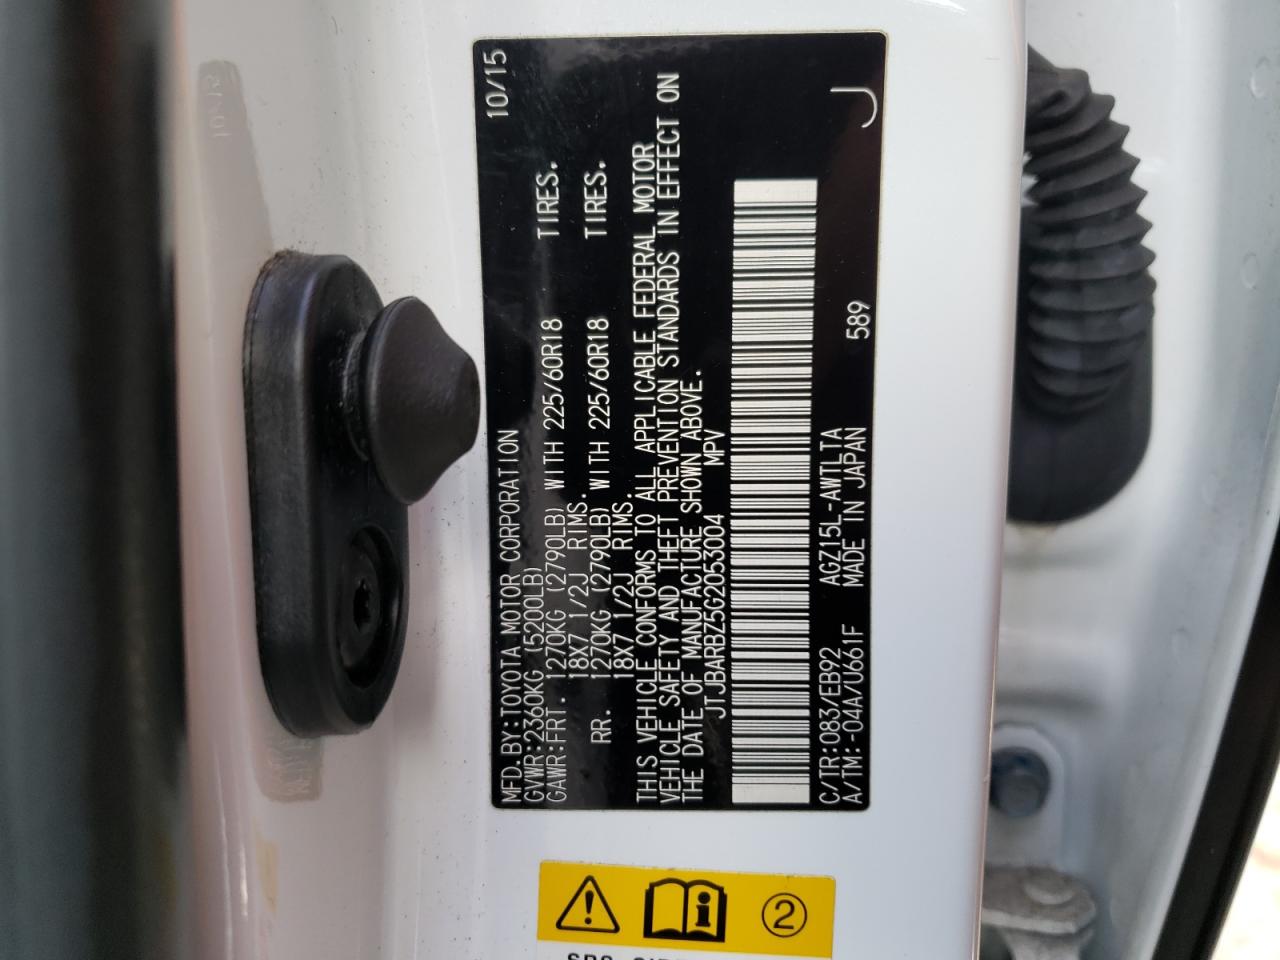 MFD.BY:TOYOTA MOTOR CORPORATION 10/15
GVWR:2360KG (5200LB)
GAWR:FRT. 1270KG (2790LB) WITH 225/60R18 TIRES.
18X7 1/2J RIMS.
RR. 1270KG (2790LB) WITH 225/60R18 TIRES.
18X7 1/2J RIMS.
THIS VEHICLE CONFORMS TO ALL APPLICABLE FEDERAL MOTOR
VEHICLE SAFETY AND THEFT PREVENTION STANDARDS IN EFFECT ON
THE DATE OF MANUFACTURE SHOWN ABOVE.
JTJBARBZ5G2053004 MPV
C/TR:083/EB92 AGZ15L-AWTLTA
A/TM:-04A/U661F MADE IN JAPAN 589 J
2